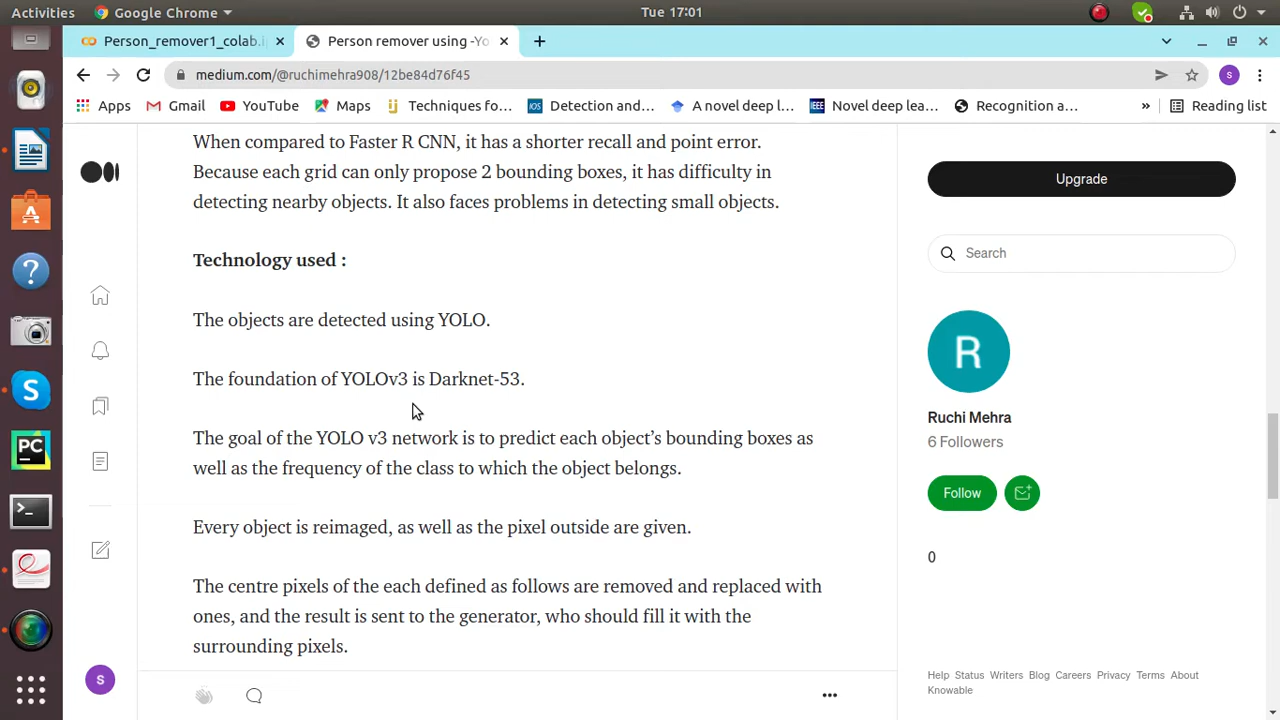 Activities
Google Chrome
Tue 17:01
Person_remover1_colab.i
Person remover using -Yo
medium.com/@ruchimehra908/12be84d76f45
S
Apps
Gmail
YouTube
Maps
Techniques fo...
IOS
Detection and...
A novel deep l...
IEEE
Novel deep lea...
Recognition a...
»
Reading list
When compared to Faster R CNN, it has a shorter recall and point error.
Because each grid can only propose 2 bounding boxes, it has difficulty in
detecting nearby objects. It also faces problems in detecting small objects.
Technology used :
The objects are detected using YOLO.
The foundation of YOLOv3 is Darknet-53.
The goal of the YOLO v3 network is to predict each object's bounding boxes as
well as the frequency of the class to which the object belongs.
Every object is reimaged, as well as the pixel outside are given.
The centre pixels of the each defined as follows are removed and replaced with
ones, and the result is sent to the generator, who should fill it with the
surrounding pixels.
Upgrade
Search
R
Ruchi Mehra
6 Followers
Follow
0
Help Status Writers Blog Careers Privacy Terms About
Knowable
PC
S